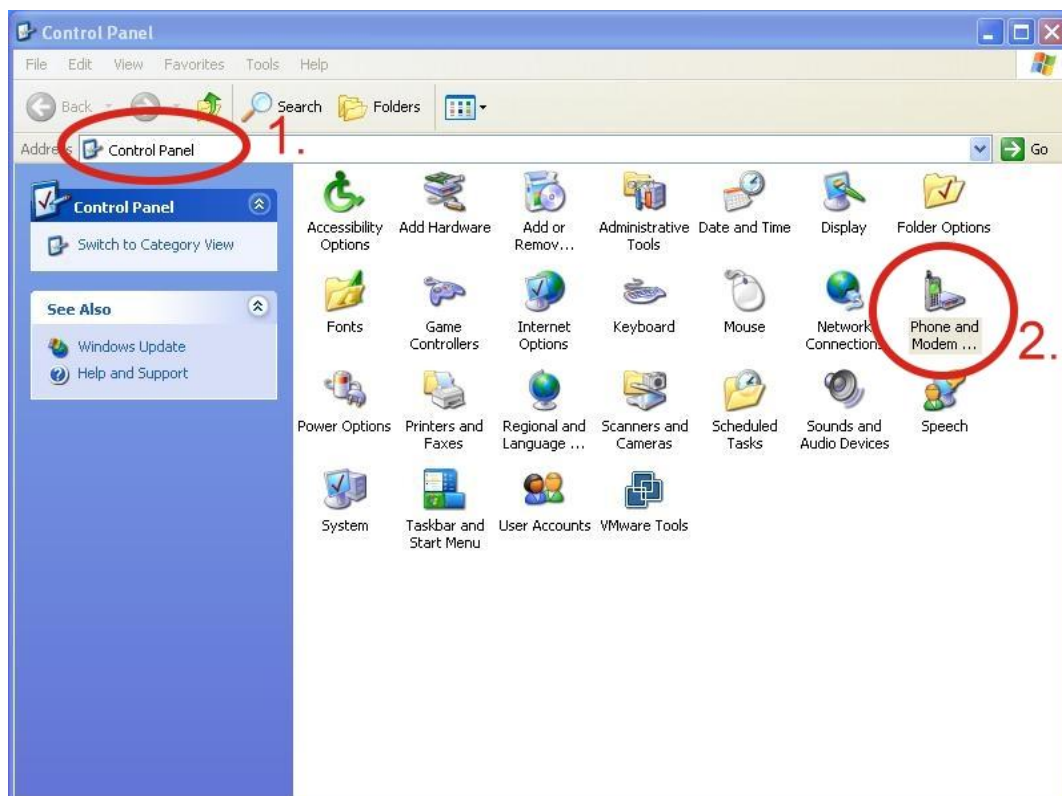 Control Panel
File Edit View Favorites Tools Help
Back Search Folders
1.
Address Control Panel Go
Control Panel
Switch to Category View
See Also
Windows Update
Help and Support
Accessibility Options
Add Hardware
Add or Remov...
Administrative Tools
Date and Time
Display
Folder Options
Fonts
Game Controllers
Internet Options
Keyboard
Mouse
Network Connections
Phone and Modem ...
2.
Power Options
Printers and Faxes
Regional and Language ...
Scanners and Cameras
Scheduled Tasks
Sounds and Audio Devices
Speech
System
Taskbar and Start Menu
User Accounts
VMware Tools